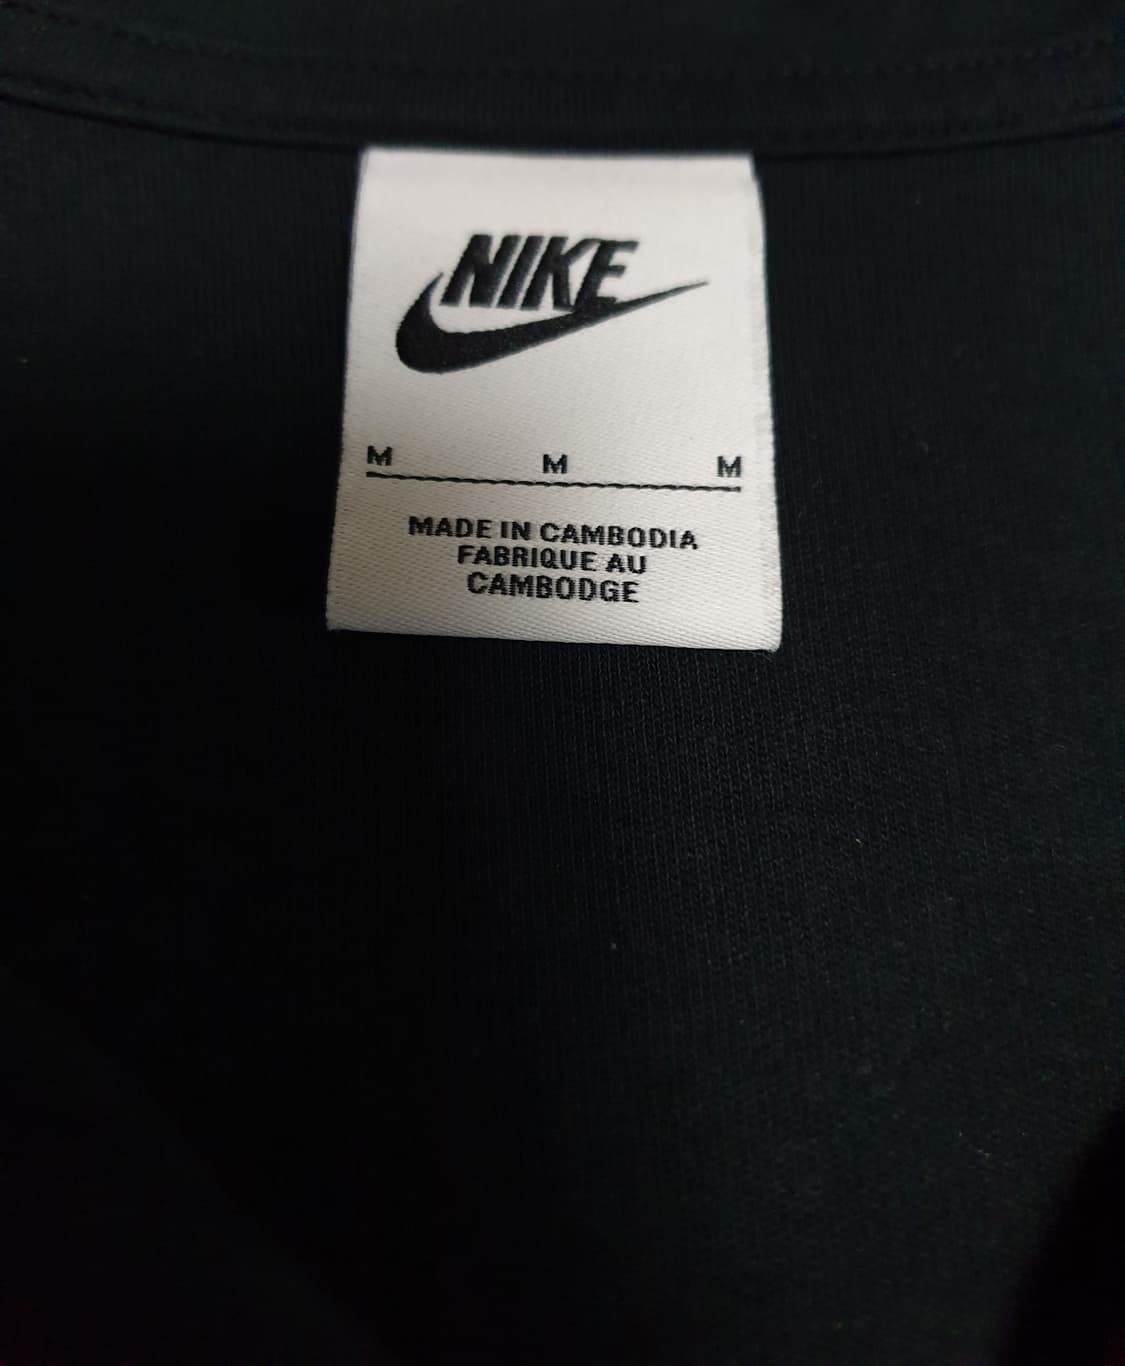 NIKE
M M M
MADE IN CAMBODIA
FABRIQUE AU
CAMBODGE